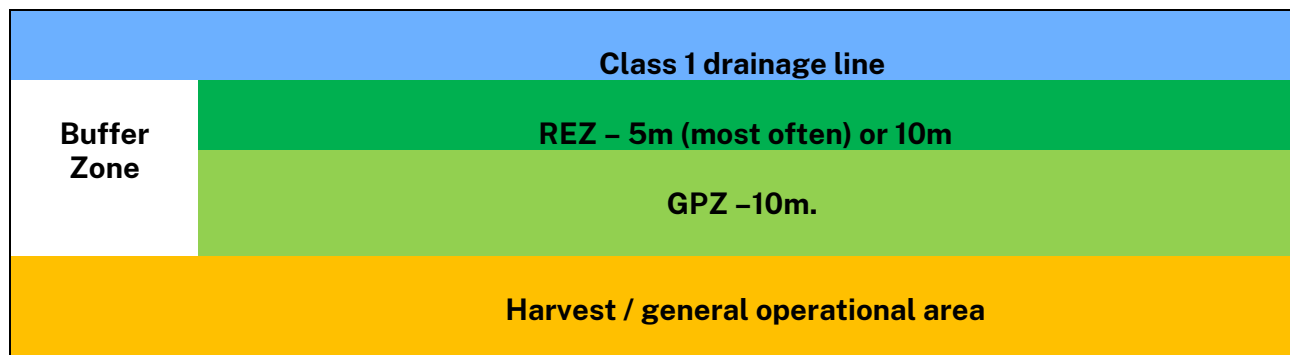 Class 1 drainage line
Buffer
Zone
REZ – 5m (most often) or 10m
GPZ –10m.
Harvest / general operational area